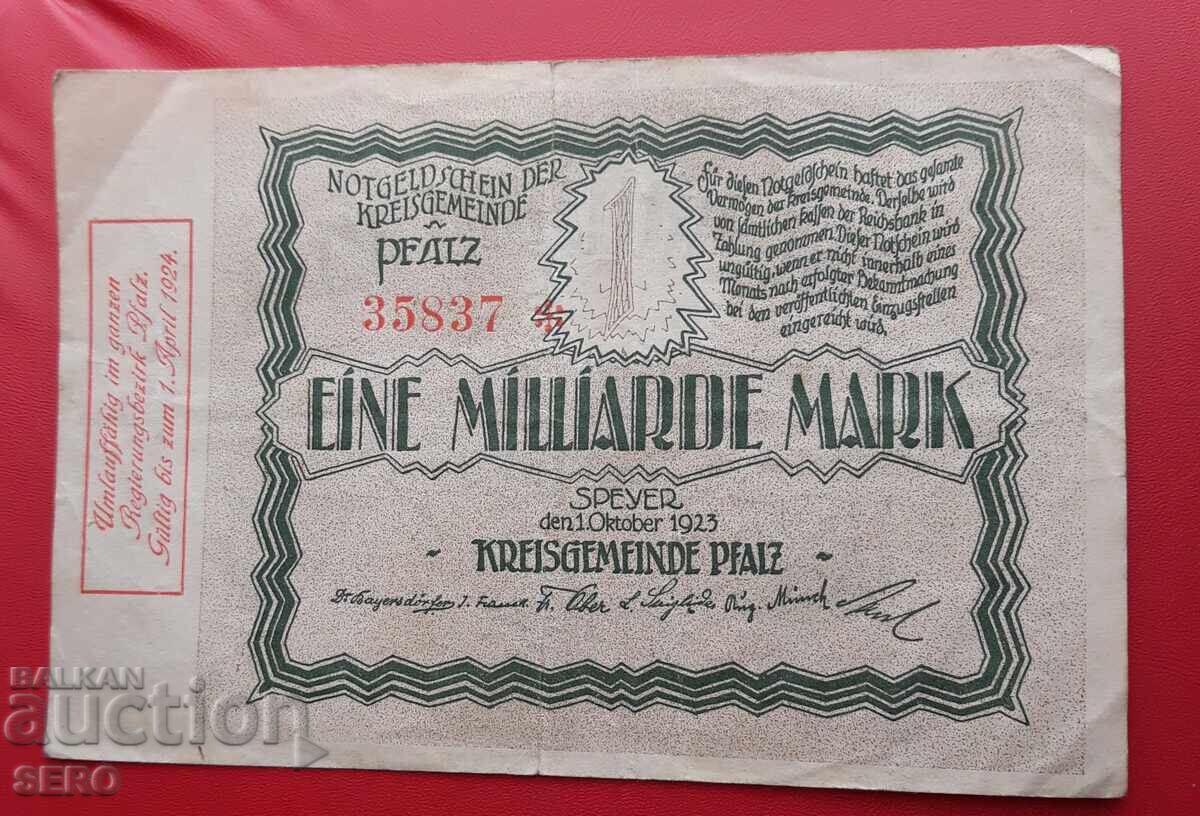 NOTGELDSCHEIN DER
KREISGEMEINDE
PFALZ
35837
1
Für diesen Notgeldschein haftet das gesamte
Vermögen der Kreisgemeinde. Derselbe wird
von sämtlichen Kassen der Reichsbank in
Zahlung genommen. Dieser Notschein wird
ungültig, wenn er nicht innerhalb eines
Monats nach erfolgter Bekanntmachung
bei den veröffentlichten Einzugsstellen
eingereicht wird.
EINE MILLIARDE MARK
SPEYER
den 1. Oktober 1923
- KREISGEMEINDE PFALZ -
Dr Bayersdörfer J. Münch
Umlauffähig im ganzen
Regierungsbezirk Pfalz.
Gültig bis zum 1. April 1924.
BALKAN
auction
SERO